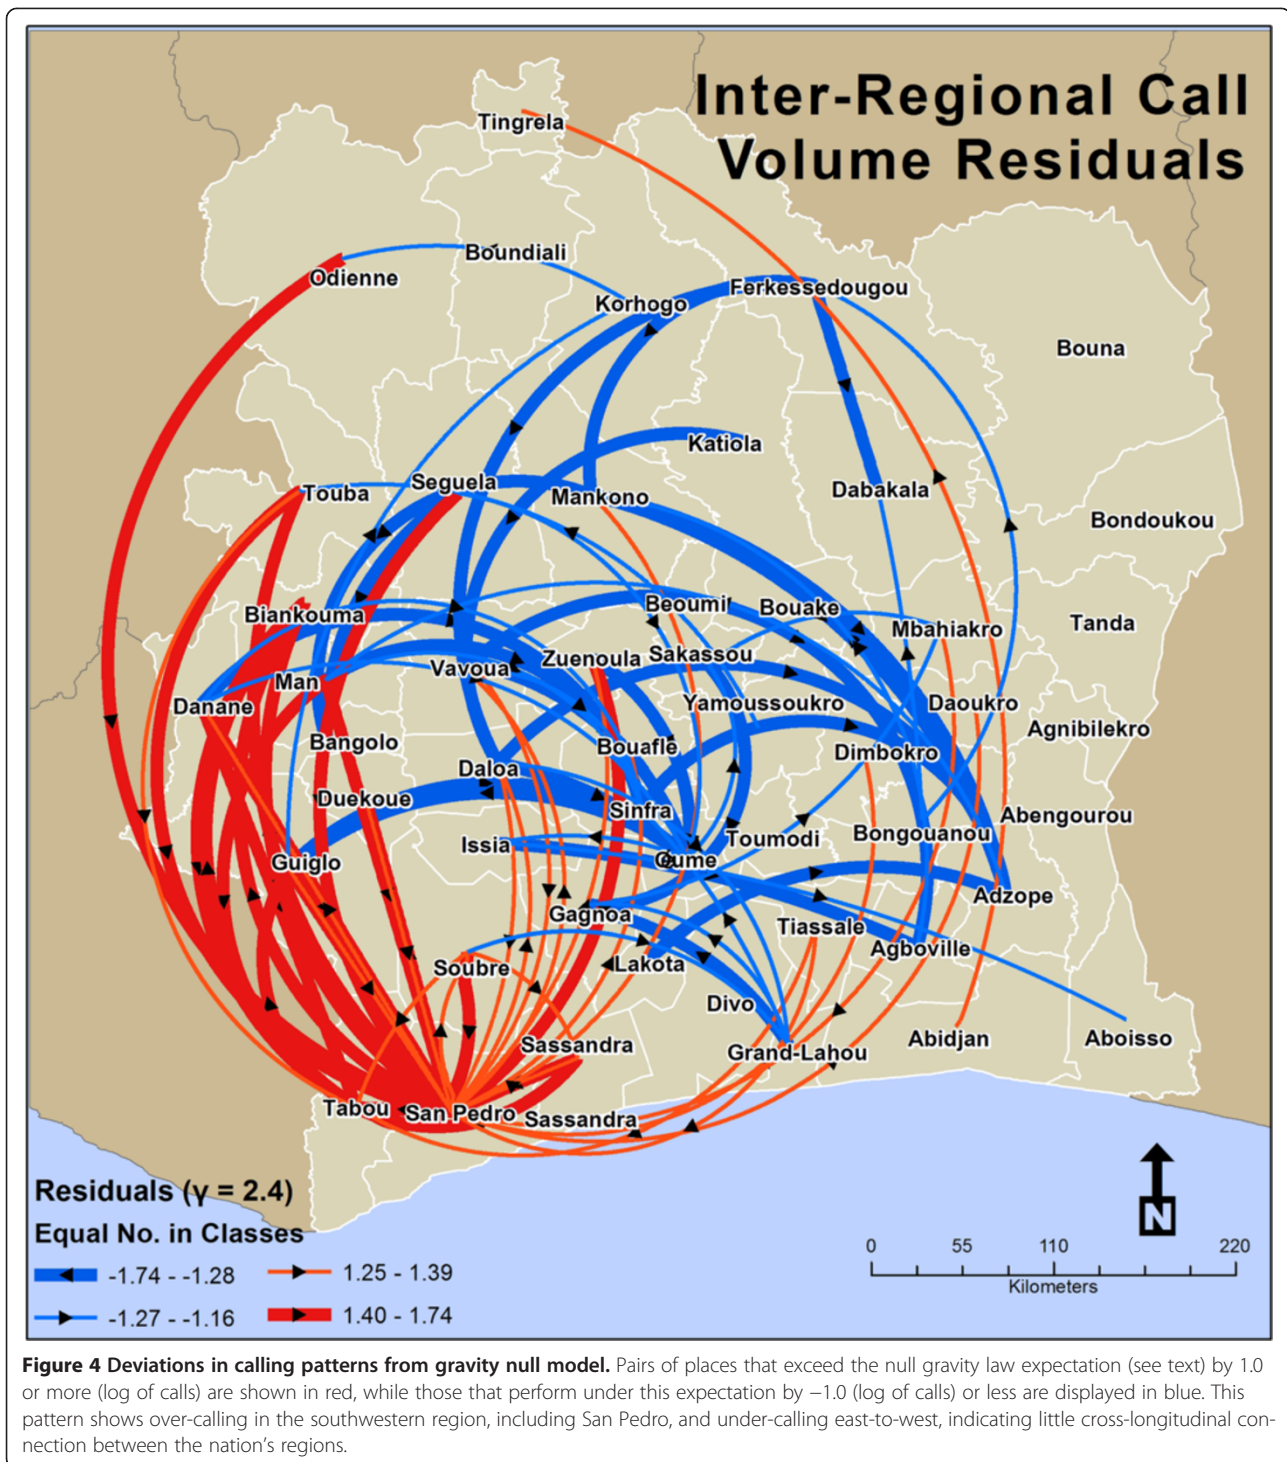 Inter-Regional Call
Volume Residuals
Tingrela
Boundiali
Odienne
Ferkessedougou
Korhogo
Bouna
Katiola
Seguela
Touba
Mankono
Dabakala
Bondoukou
Biankouma
Beoumi
Bouake
Mbahiakro
Tanda
Vavoua
Zuenoula
Sakassou
Man
Danane
Yamoussoukro
Daoukro
Agnibilekro
Bangolo
Bouafle
Dimbokro
Daloa
Duekoue
Sinfra
Abengourou
Issia
Toumodi
Bongouanou
Guiglo
Oume
Adzope
Gagnoa
Tiassale
Agboville
Soubre
Lakota
Divo
Sassandra
Grand-Lahou
Abidjan
Aboisso
Tabou
San Pedro
Sassandra
N
Residuals (γ = 2.4)
Equal No. in Classes
-1.74 - -1.28
1.25 - 1.39
-1.27 - -1.16
1.40 - 1.74
0 55 110 220
Kilometers
Figure 4 Deviations in calling patterns from gravity null model. Pairs of places that exceed the null gravity law expectation (see text) by 1.0
or more (log of calls) are shown in red, while those that perform under this expectation by −1.0 (log of calls) or less are displayed in blue. This
pattern shows over-calling in the southwestern region, including San Pedro, and under-calling east-to-west, indicating little cross-longitudinal con-
nection between the nation's regions.